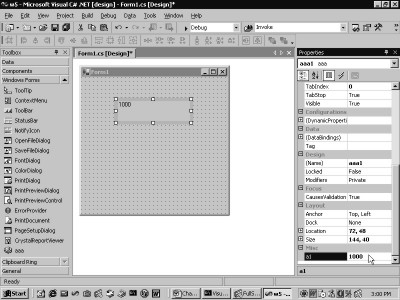 w5 - Microsoft Visual C# .NET [design] - Form1.cs [Design]*
File Edit View Project Build Debug Data Tools Window Help
Debug
Invoke
Toolbox
Data
Components
Windows Forms
ToolTip
ContextMenu
ToolBar
StatusBar
NotifyIcon
OpenFileDialog
SaveFileDialog
FontDialog
ColorDialog
PrintDialog
PrintPreviewDialog
PrintPreviewControl
ErrorProvider
PrintDocument
PageSetupDialog
CrystalReportViewer
aaa
Clipboard Ring
General
Form1.cs [Design]*
Form1
1000
Properties
aaa1 aaa
TabIndex 0
TabStop True
Visible True
Configurations
(DynamicProperti
Data
(DataBindings)
Tag
Design
(Name) aaa1
Locked False
Modifiers Private
Focus
CausesValidation True
Layout
Anchor Top, Left
Dock None
Location 72, 48
Size 144, 40
Misc
a1 1000
a1
Ready
Start
Cha
Visu
FullS
w5 -
3:00 PM